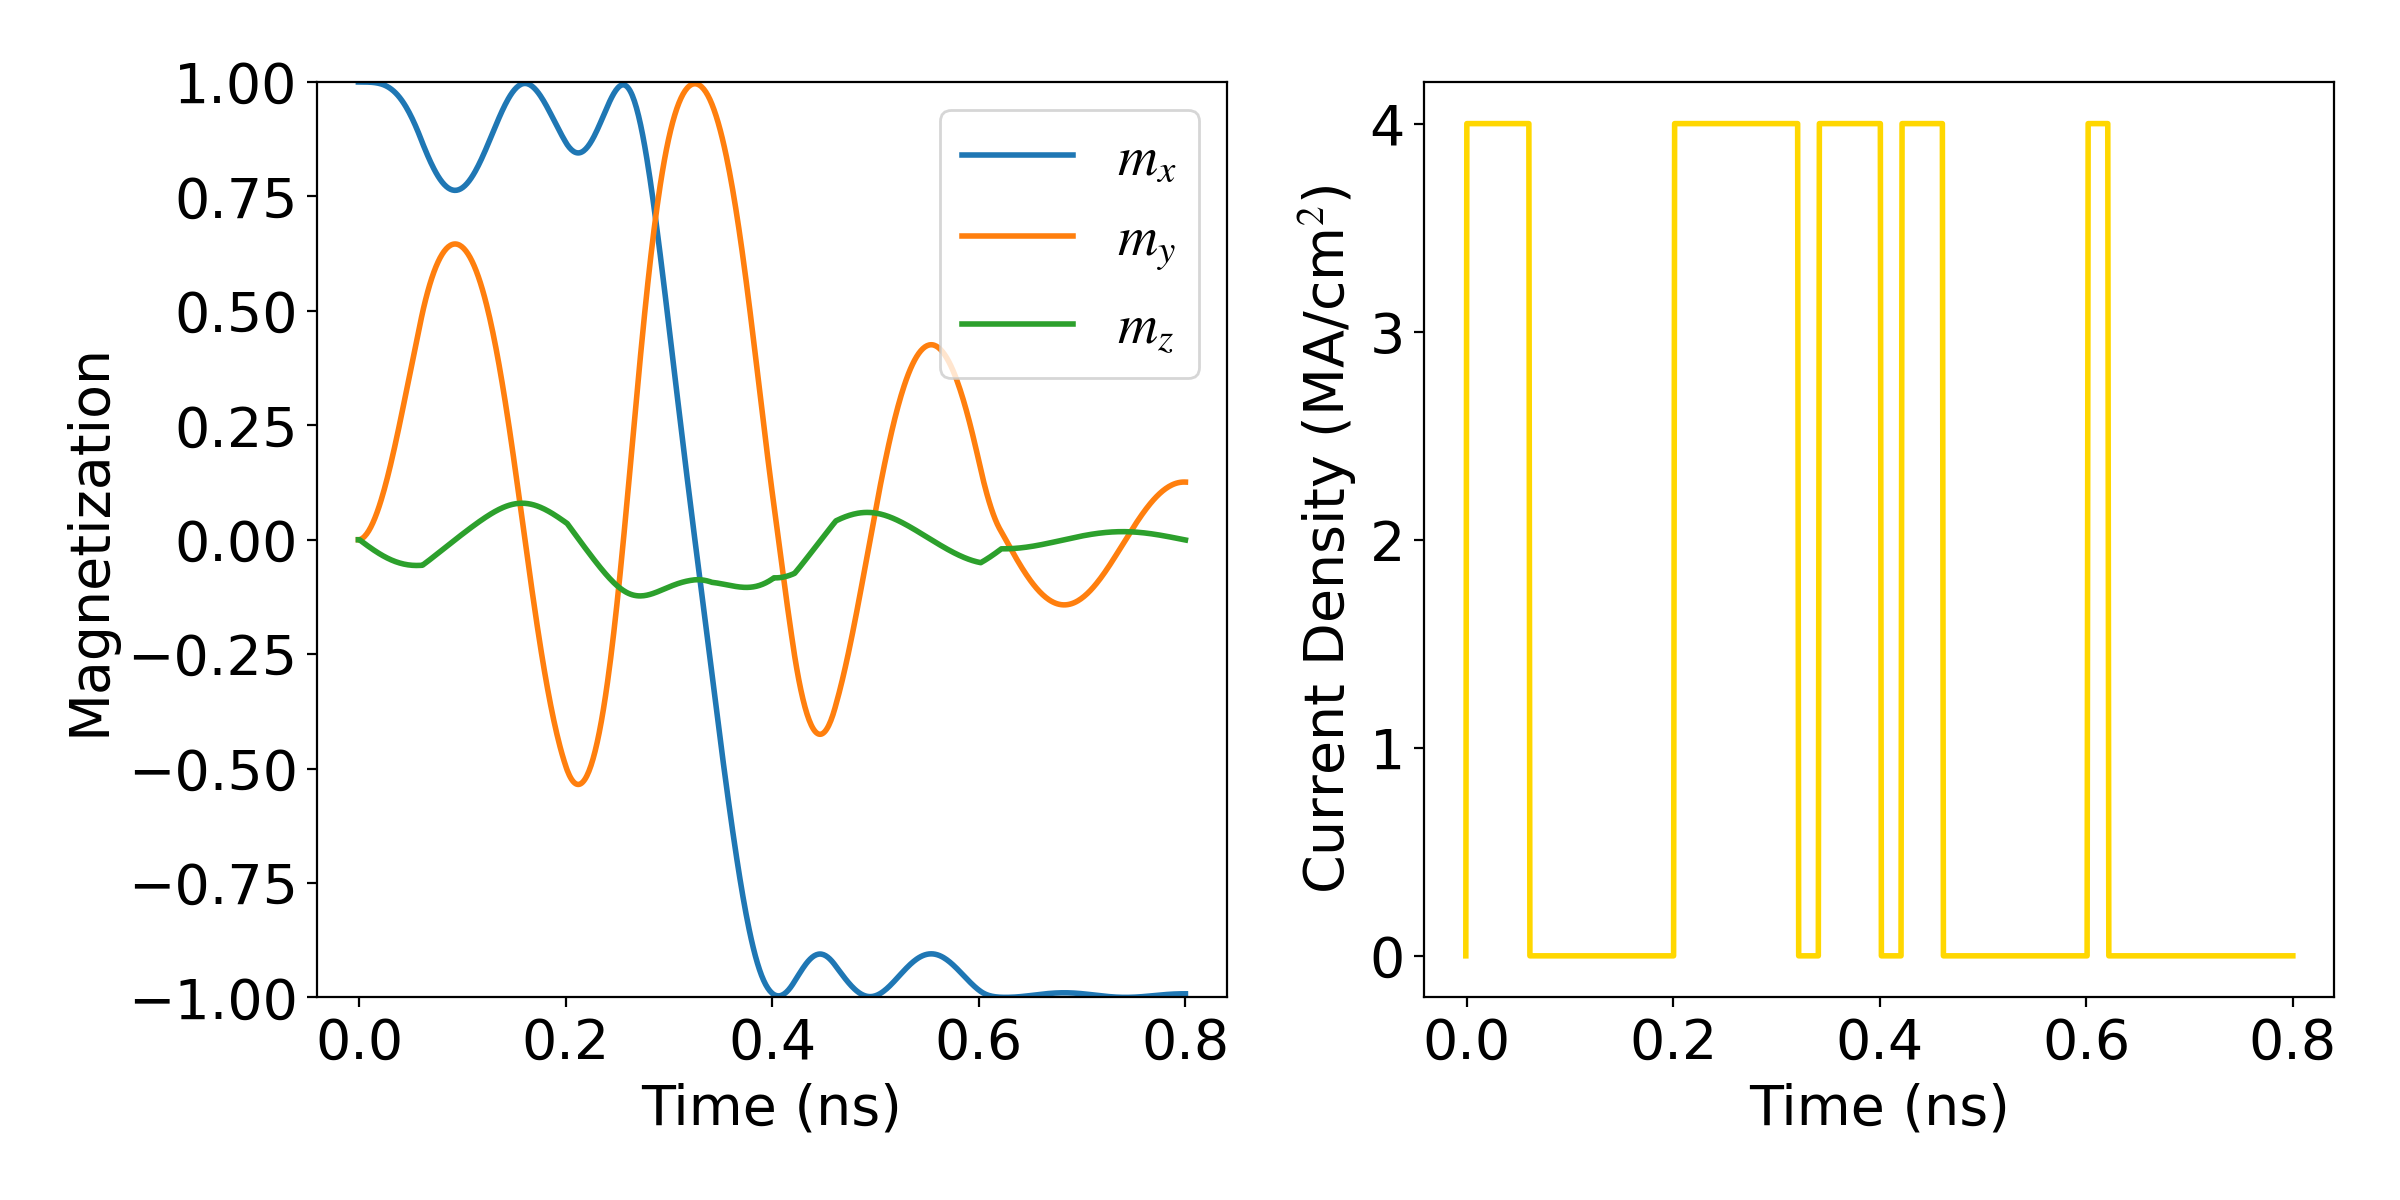 1.00
0.75
0.50
0.25
0.00
−0.25
−0.50
−0.75
−1.00
Magnetization
0.0 0.2 0.4 0.6 0.8
Time (ns)
mₓ
m_y
m_z
4
3
2
1
0
Current Density (MA/cm²)
0.0 0.2 0.4 0.6 0.8
Time (ns)